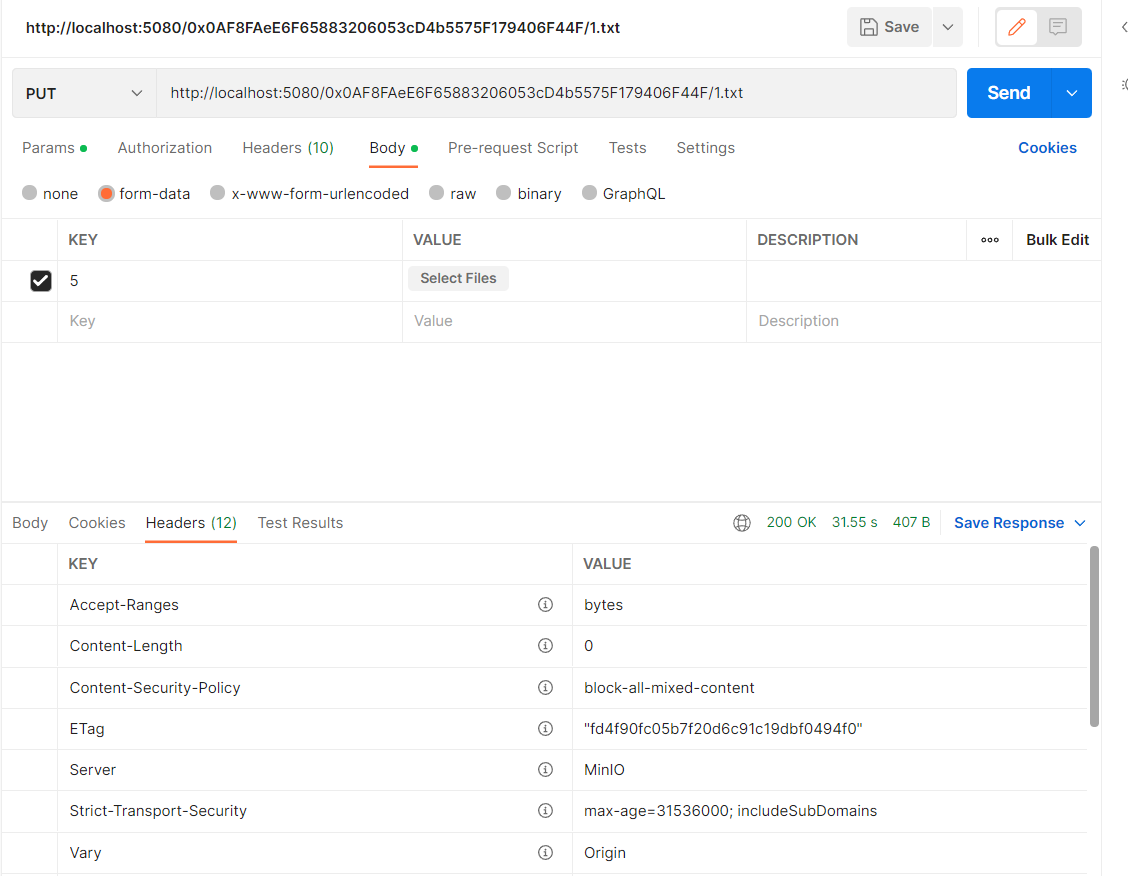 http://localhost:5080/0x0AF8FAeE6F65883206053cD4b5575F179406F44F/1.txt Save
PUT http://localhost:5080/0x0AF8FAeE6F65883206053cD4b5575F179406F44F/1.txt Send
Params Authorization Headers (10) Body Pre-request Script Tests Settings Cookies
none form-data x-www-form-urlencoded raw binary GraphQL
KEY VALUE DESCRIPTION Bulk Edit
5 Select Files
Key Value Description
Body Cookies Headers (12) Test Results 200 OK 31.55 s 407 B Save Response
KEY VALUE
Accept-Ranges bytes
Content-Length 0
Content-Security-Policy block-all-mixed-content
ETag "fd4f90fc05b7f20d6c91c19dbf0494f0"
Server MinIO
Strict-Transport-Security max-age=31536000; includeSubDomains
Vary Origin